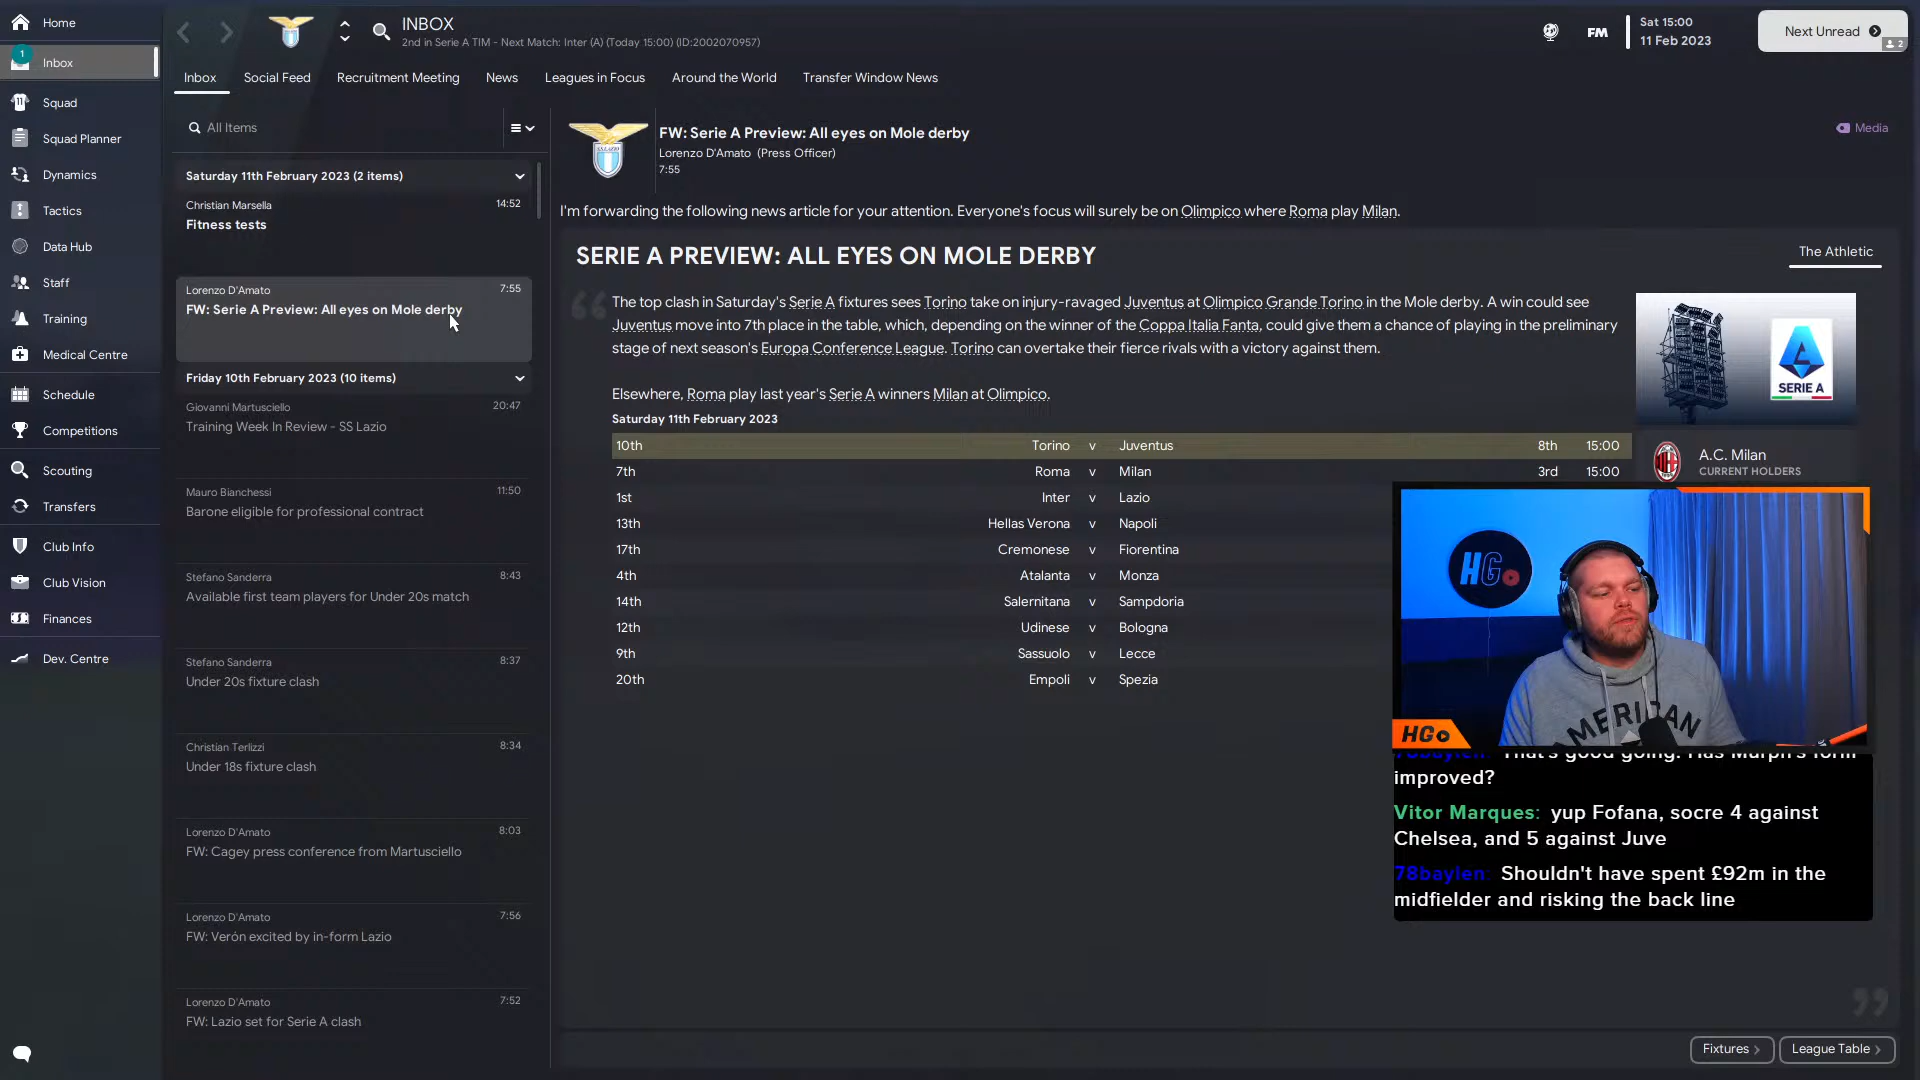 Home
1
Inbox
Squad
Squad Planner
Dynamics
Tactics
Data Hub
Staff
Training
Medical Centre
Schedule
Competitions
Scouting
Transfers
Club Info
Club Vision
Finances
Dev. Centre
INBOX
2nd in Serie A TIM - Next Match: Inter (A) (Today 15:00) (ID:2002070957)
FM
Sat 15:00
11 Feb 2023
Next Unread
2
Inbox Social Feed Recruitment Meeting News Leagues in Focus Around the World Transfer Window News
All Items
Saturday 11th February 2023 (2 items)
Christian Marsella 14:52
Fitness tests
Lorenzo D'Amato 7:55
FW: Serie A Preview: All eyes on Mole derby
Friday 10th February 2023 (10 items)
Giovanni Martusciello 20:47
Training Week In Review - SS Lazio
Mauro Bianchessi 11:50
Barone eligible for professional contract
Stefano Sanderra 8:43
Available first team players for Under 20s match
Stefano Sanderra 8:37
Under 20s fixture clash
Christian Terlizzi 8:34
Under 18s fixture clash
Lorenzo D'Amato 8:03
FW: Cagey press conference from Martusciello
Lorenzo D'Amato 7:56
FW: Verón excited by in-form Lazio
Lorenzo D'Amato 7:52
FW: Lazio set for Serie A clash
FW: Serie A Preview: All eyes on Mole derby
Lorenzo D'Amato (Press Officer)
7:55
Media
I'm forwarding the following news article for your attention. Everyone's focus will surely be on Olimpico where Roma play Milan.
SERIE A PREVIEW: ALL EYES ON MOLE DERBY
The Athletic
The top clash in Saturday's Serie A fixtures sees Torino take on injury-ravaged Juventus at Olimpico Grande Torino in the Mole derby. A win could see
Juventus move into 7th place in the table, which, depending on the winner of the Coppa Italia Fanta, could give them a chance of playing in the preliminary
stage of next season's Europa Conference League. Torino can overtake their fierce rivals with a victory against them.
Elsewhere, Roma play last year's Serie A winners Milan at Olimpico.
Saturday 11th February 2023
10th Torino v Juventus 8th 15:00
7th Roma v Milan 3rd 15:00
1st Inter v Lazio
13th Hellas Verona v Napoli
17th Cremonese v Fiorentina
4th Atalanta v Monza
14th Salernitana v Sampdoria
12th Udinese v Bologna
9th Sassuolo v Lecce
20th Empoli v Spezia
SERIE A
A.C. Milan
CURRENT HOLDERS
HG
HG
78baylen: That's good going. Has Murph's form
improved?
Vitor Marques: yup Fofana, socre 4 against
Chelsea, and 5 against Juve
78baylen: Shouldn't have spent £92m in the
midfielder and risking the back line
Fixtures
League Table